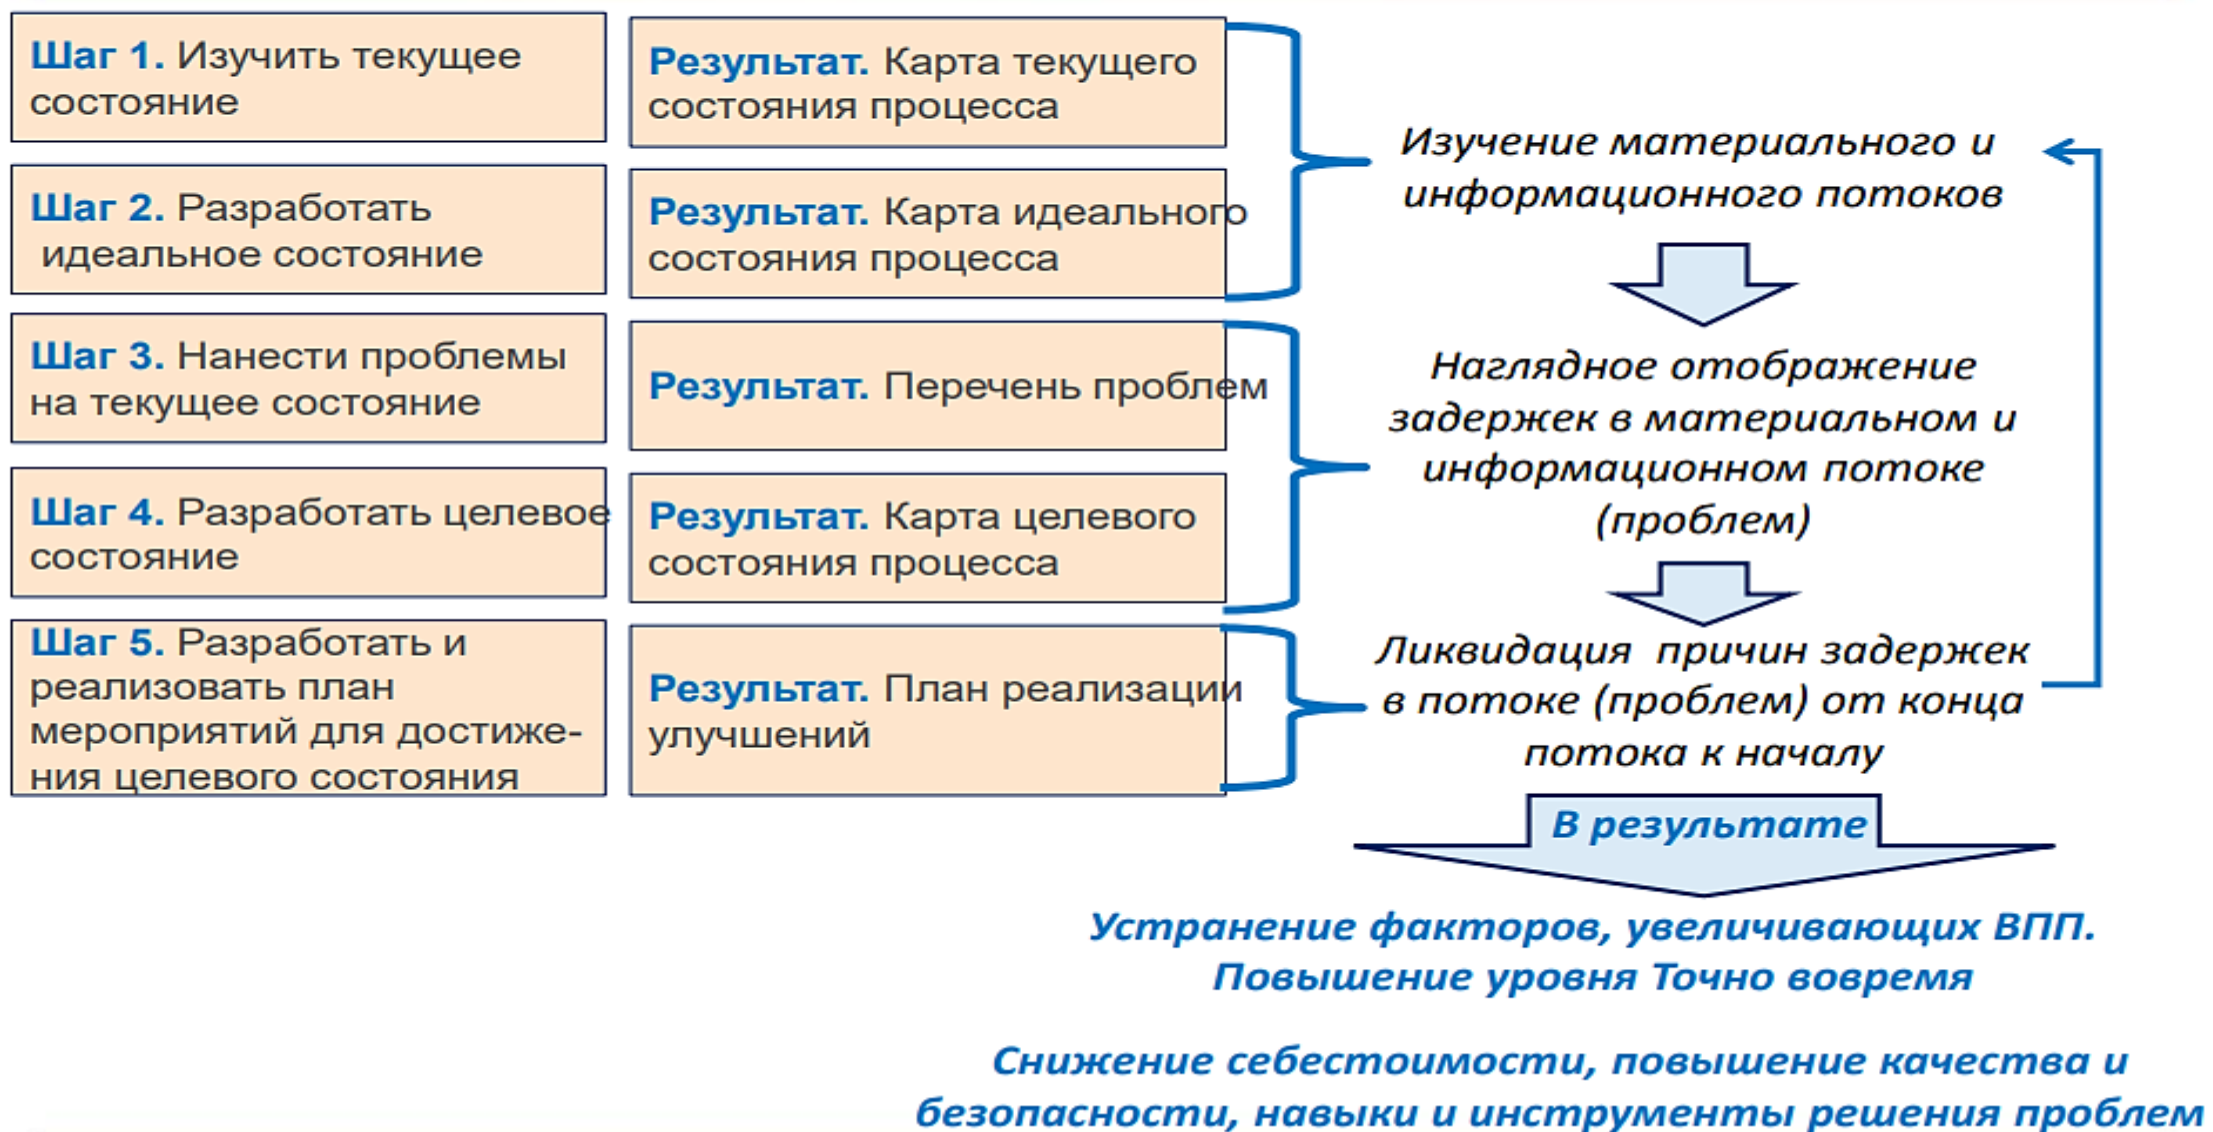 Шаг 1. Изучить текущее
состояние
Результат. Карта текущего
состояния процесса
Шаг 2. Разработать
идеальное состояние
Результат. Карта идеального
состояния процесса
Шаг 3. Нанести проблемы
на текущее состояние
Результат. Перечень проблем
Шаг 4. Разработать целевое
состояние
Результат. Карта целевого
состояния процесса
Шаг 5. Разработать и
реализовать план
мероприятий для достиже-
ния целевого состояния
Результат. План реализации
улучшений
Изучение материального и
информационного потоков
Наглядное отображение
задержек в материальном и
информационном потоке
(проблем)
Ликвидация причин задержек
в потоке (проблем) от конца
потока к началу
В результате
Устранение факторов, увеличивающих ВПП.
Повышение уровня Точно вовремя
Снижение себестоимости, повышение качества и
безопасности, навыки и инструменты решения проблем